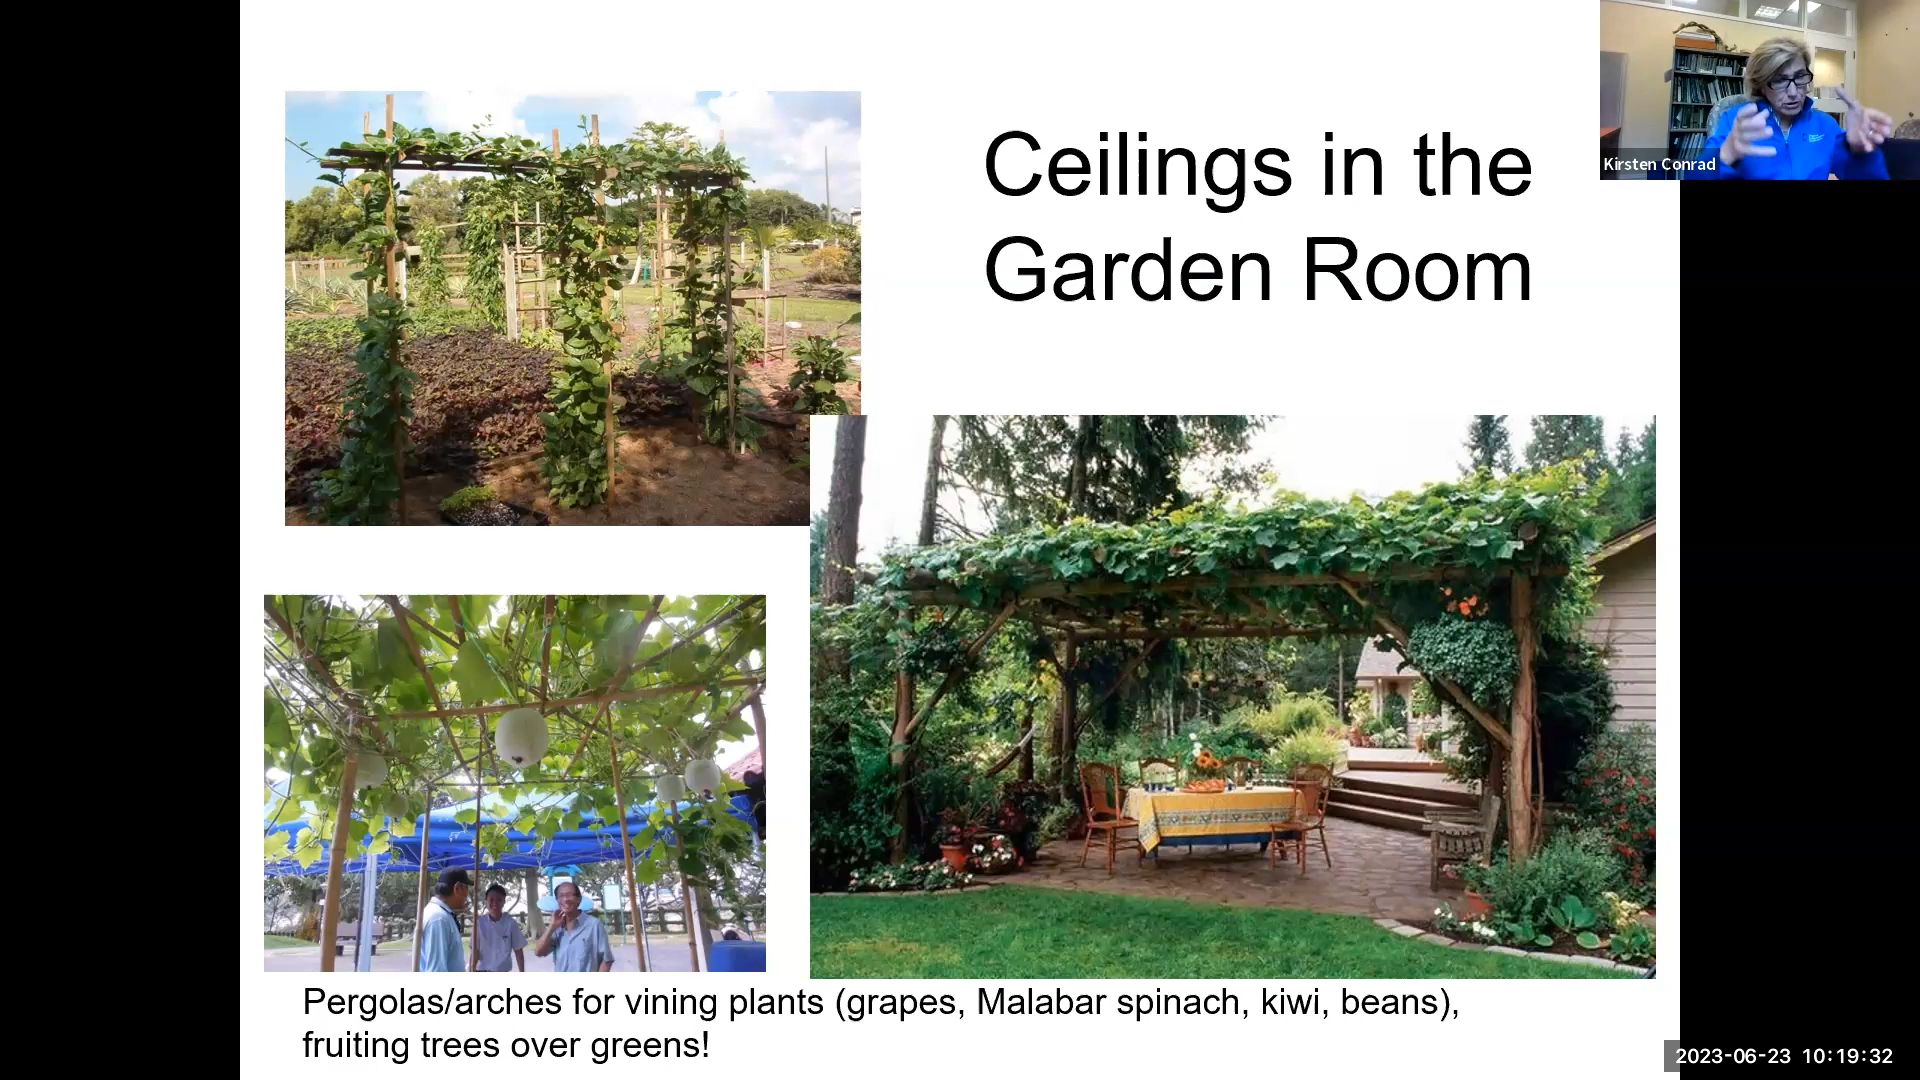 Ceilings in the
Garden Room
Kirsten Conrad
Pergolas/arches for vining plants (grapes, Malabar spinach, kiwi, beans),
fruiting trees over greens!
2023-06-23 10:19:32